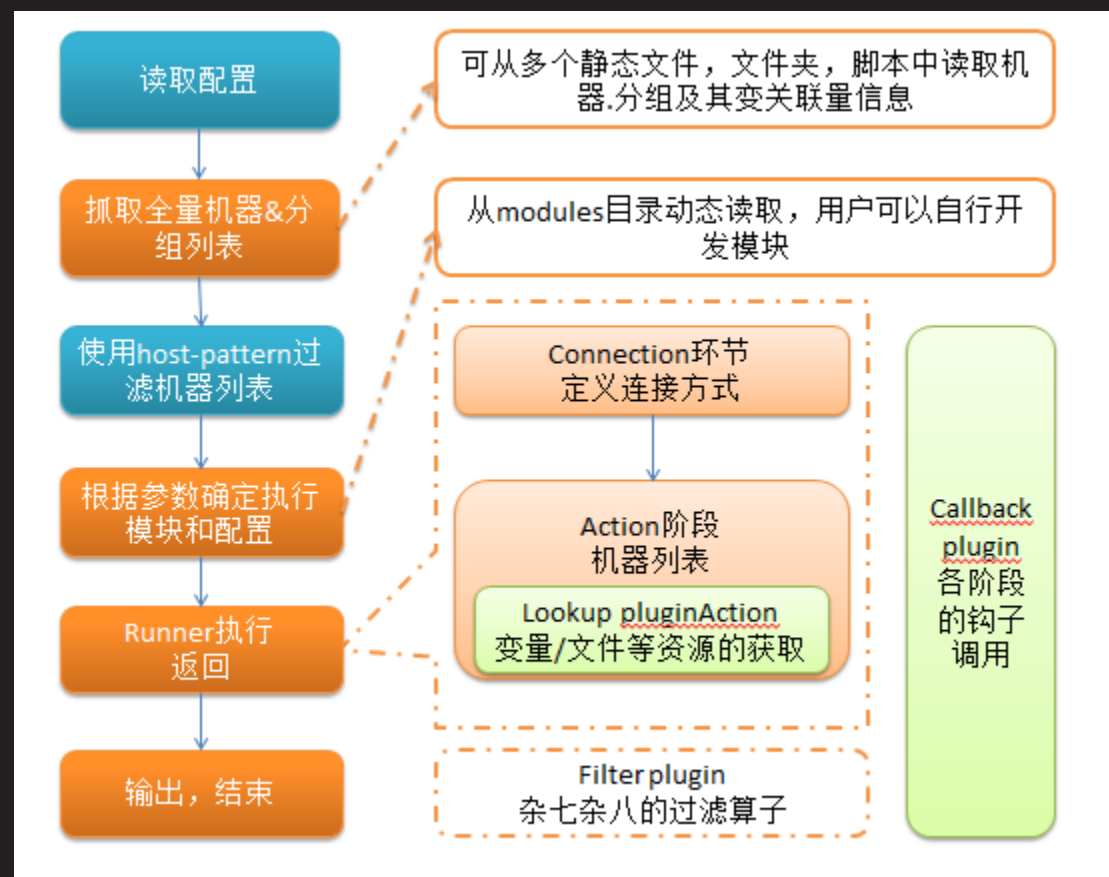 读取配置
抓取全量机器&分
组列表
使用host-pattern过
滤机器列表
根据参数确定执行
模块和配置
Runner执行
返回
输出，结束
可从多个静态文件，文件夹，脚本中读取机
器.分组及其变关联量信息
从modules目录动态读取，用户可以自行开
发模块
Connection环节
定义连接方式
Action阶段
机器列表
Lookup pluginAction
变量/文件等资源的获取
Filter plugin
杂七杂八的过滤算子
Callback
plugin
各阶段
的钩子
调用